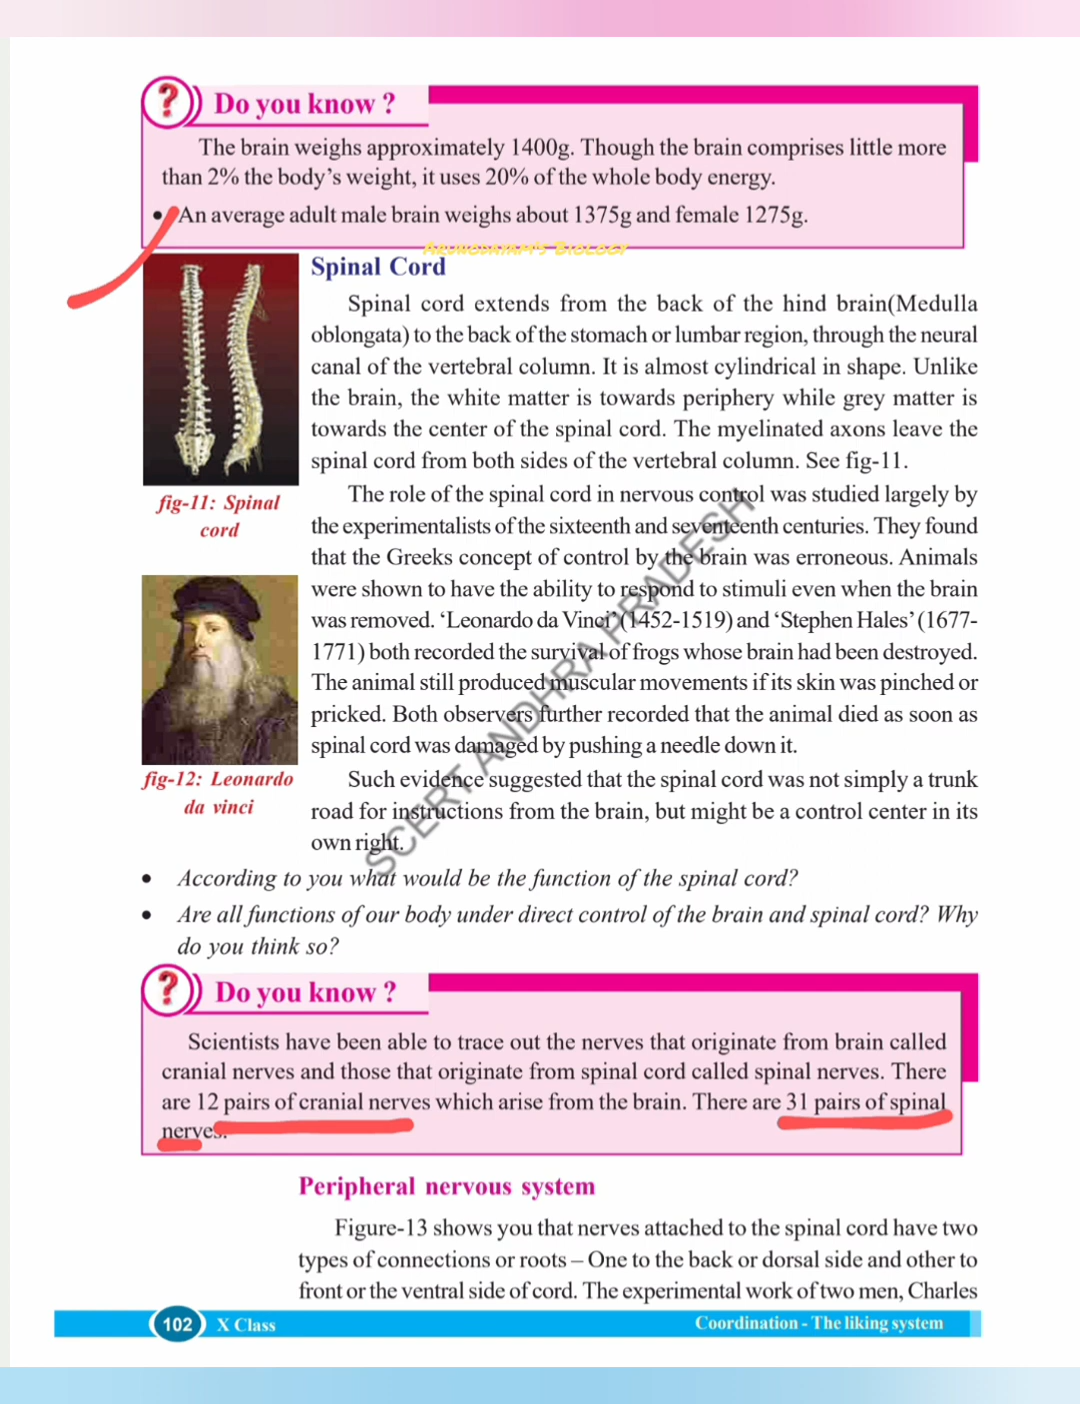 Do you know ?
The brain weighs approximately 1400g. Though the brain comprises little more
than 2% the body's weight, it uses 20% of the whole body energy.
• An average adult male brain weighs about 1375g and female 1275g.
Arunodayam's Biology
Spinal Cord
Spinal cord extends from the back of the hind brain(Medulla
oblongata) to the back of the stomach or lumbar region, through the neural
canal of the vertebral column. It is almost cylindrical in shape. Unlike
the brain, the white matter is towards periphery while grey matter is
towards the center of the spinal cord. The myelinated axons leave the
spinal cord from both sides of the vertebral column. See fig-11.
fig-11: Spinal
cord
The role of the spinal cord in nervous control was studied largely by
the experimentalists of the sixteenth and seventeenth centuries. They found
that the Greeks concept of control by the brain was erroneous. Animals
were shown to have the ability to respond to stimuli even when the brain
was removed. ‘Leonardo da Vinci’ (1452-1519) and ‘Stephen Hales’ (1677-
1771) both recorded the survival of frogs whose brain had been destroyed.
The animal still produced muscular movements if its skin was pinched or
pricked. Both observers further recorded that the animal died as soon as
spinal cord was damaged by pushing a needle down it.
fig-12: Leonardo
da vinci
Such evidence suggested that the spinal cord was not simply a trunk
road for instructions from the brain, but might be a control center in its
own right.
SCERT ANDHRA PRADESH
• According to you what would be the function of the spinal cord?
• Are all functions of our body under direct control of the brain and spinal cord? Why
do you think so?
Do you know ?
Scientists have been able to trace out the nerves that originate from brain called
cranial nerves and those that originate from spinal cord called spinal nerves. There
are 12 pairs of cranial nerves which arise from the brain. There are 31 pairs of spinal
nerves.
Peripheral nervous system
Figure-13 shows you that nerves attached to the spinal cord have two
types of connections or roots – One to the back or dorsal side and other to
front or the ventral side of cord. The experimental work of two men, Charles
102 X Class
Coordination - The liking system